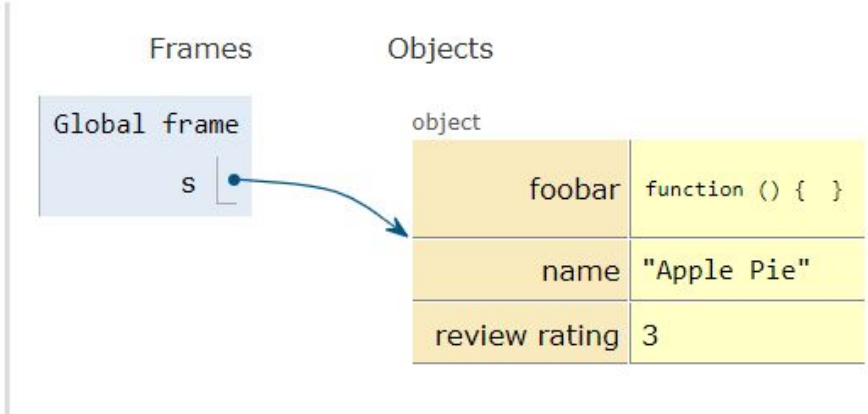 Frames Objects
Global frame
s
object
foobar function () { }
name "Apple Pie"
review rating 3